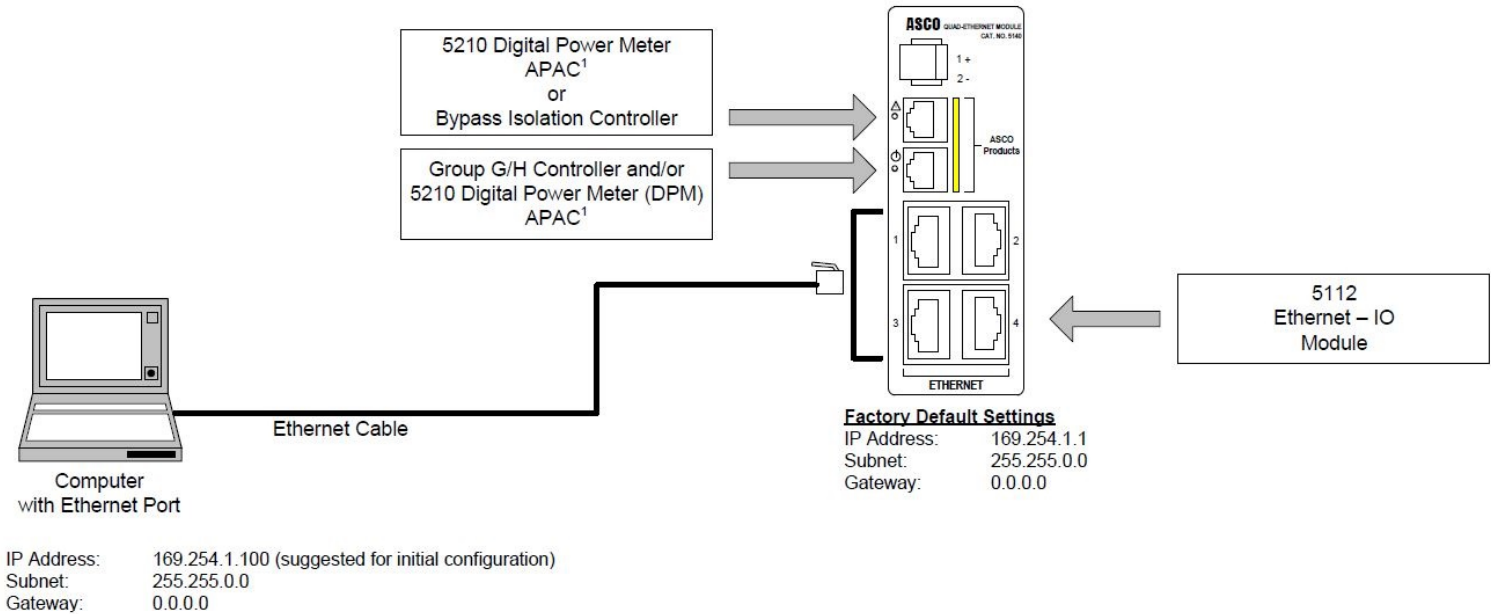 ASCO QUAD-ETHERNET MODULE
CAT. NO. 5140
1 +
2 -
5210 Digital Power Meter
APAC¹
or
Bypass Isolation Controller
Group G/H Controller and/or
5210 Digital Power Meter (DPM)
APAC¹
ASCO
Products
1
2
3
4
ETHERNET
5112
Ethernet – IO
Module
Ethernet Cable
Computer
with Ethernet Port
Factory Default Settings
IP Address: 169.254.1.1
Subnet: 255.255.0.0
Gateway: 0.0.0.0
IP Address: 169.254.1.100 (suggested for initial configuration)
Subnet: 255.255.0.0
Gateway: 0.0.0.0